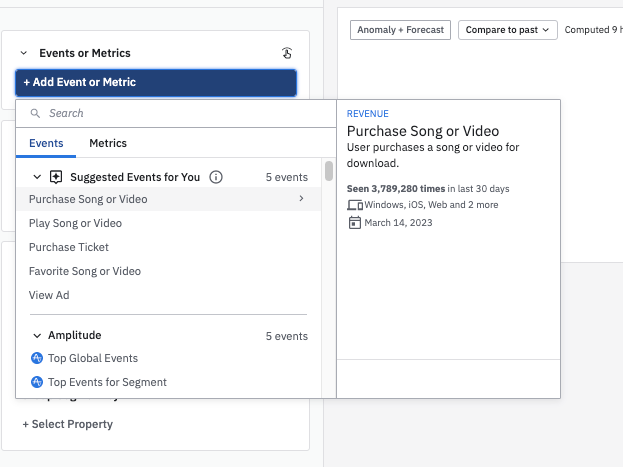 Events or Metrics
+ Add Event or Metric
Search
Events Metrics
Suggested Events for You 5 events
Purchase Song or Video
Play Song or Video
Purchase Ticket
Favorite Song or Video
View Ad
Amplitude 5 events
Top Global Events
Top Events for Segment
+ Select Property
Anomaly + Forecast Compare to past Computed 9 h
REVENUE
Purchase Song or Video
User purchases a song or video for
download.
Seen 3,789,280 times in last 30 days
Windows, iOS, Web and 2 more
March 14, 2023